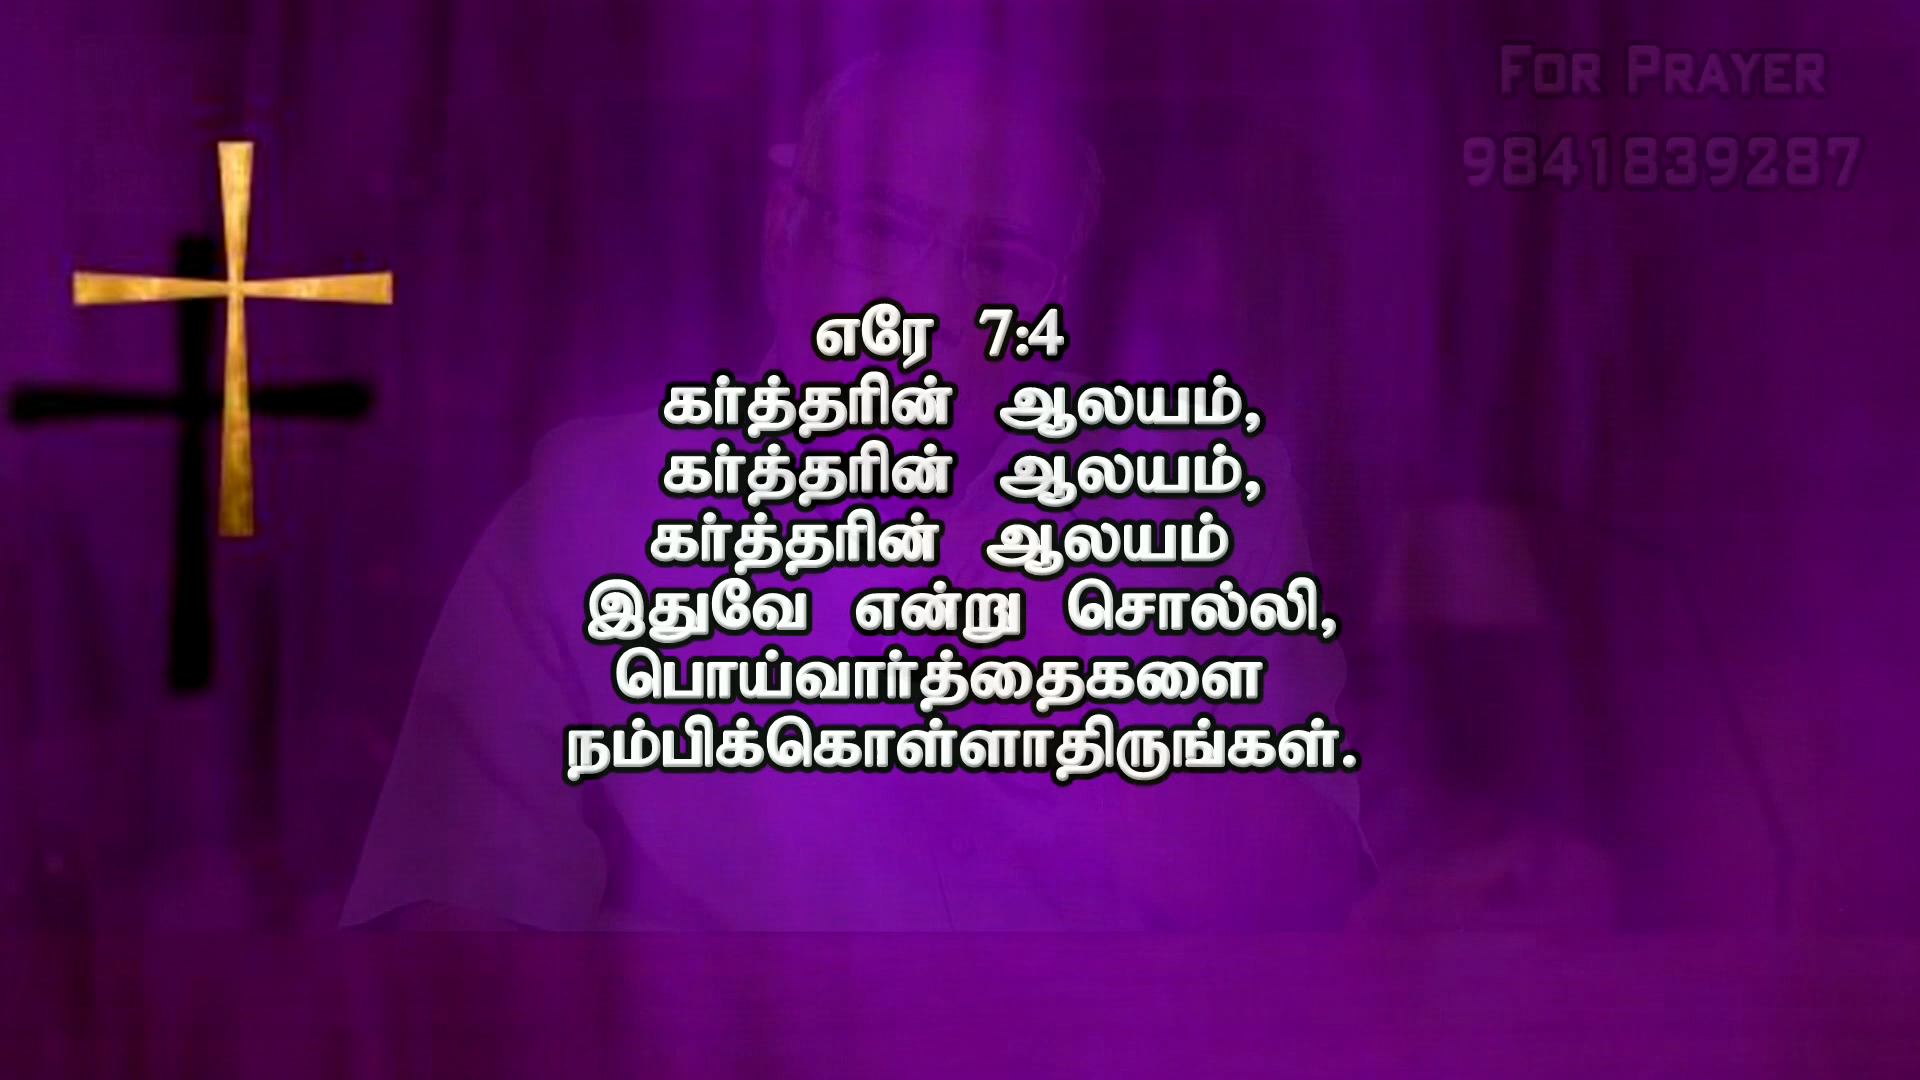 For Prayer
9841839287
எரே 7:4
கர்த்தரின் ஆலயம்,
கர்த்தரின் ஆலயம்,
கர்த்தரின் ஆலயம்
இதுவே என்று சொல்லி,
பொய்வார்த்தைகளை
நம்பிக்கொள்ளாதிருங்கள்.